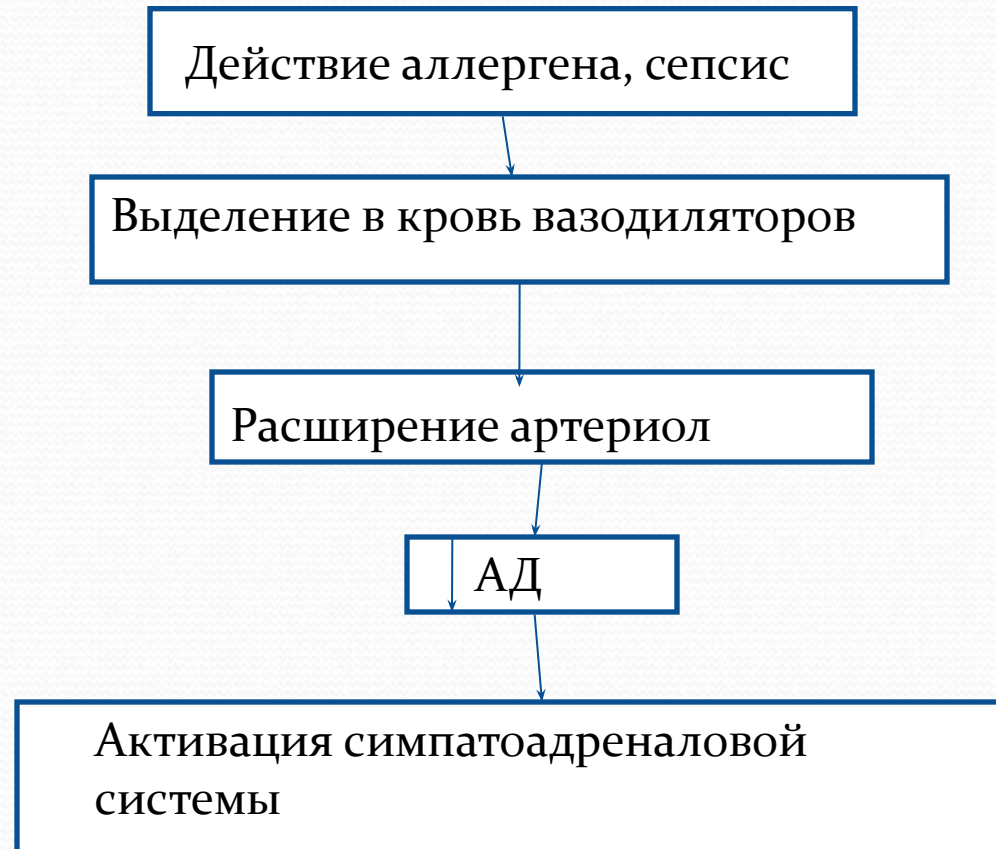 Действие аллергена, сепсис
Выделение в кровь вазодиляторов
Расширение артериол
АД
Активация симпатоадреналовой
системы